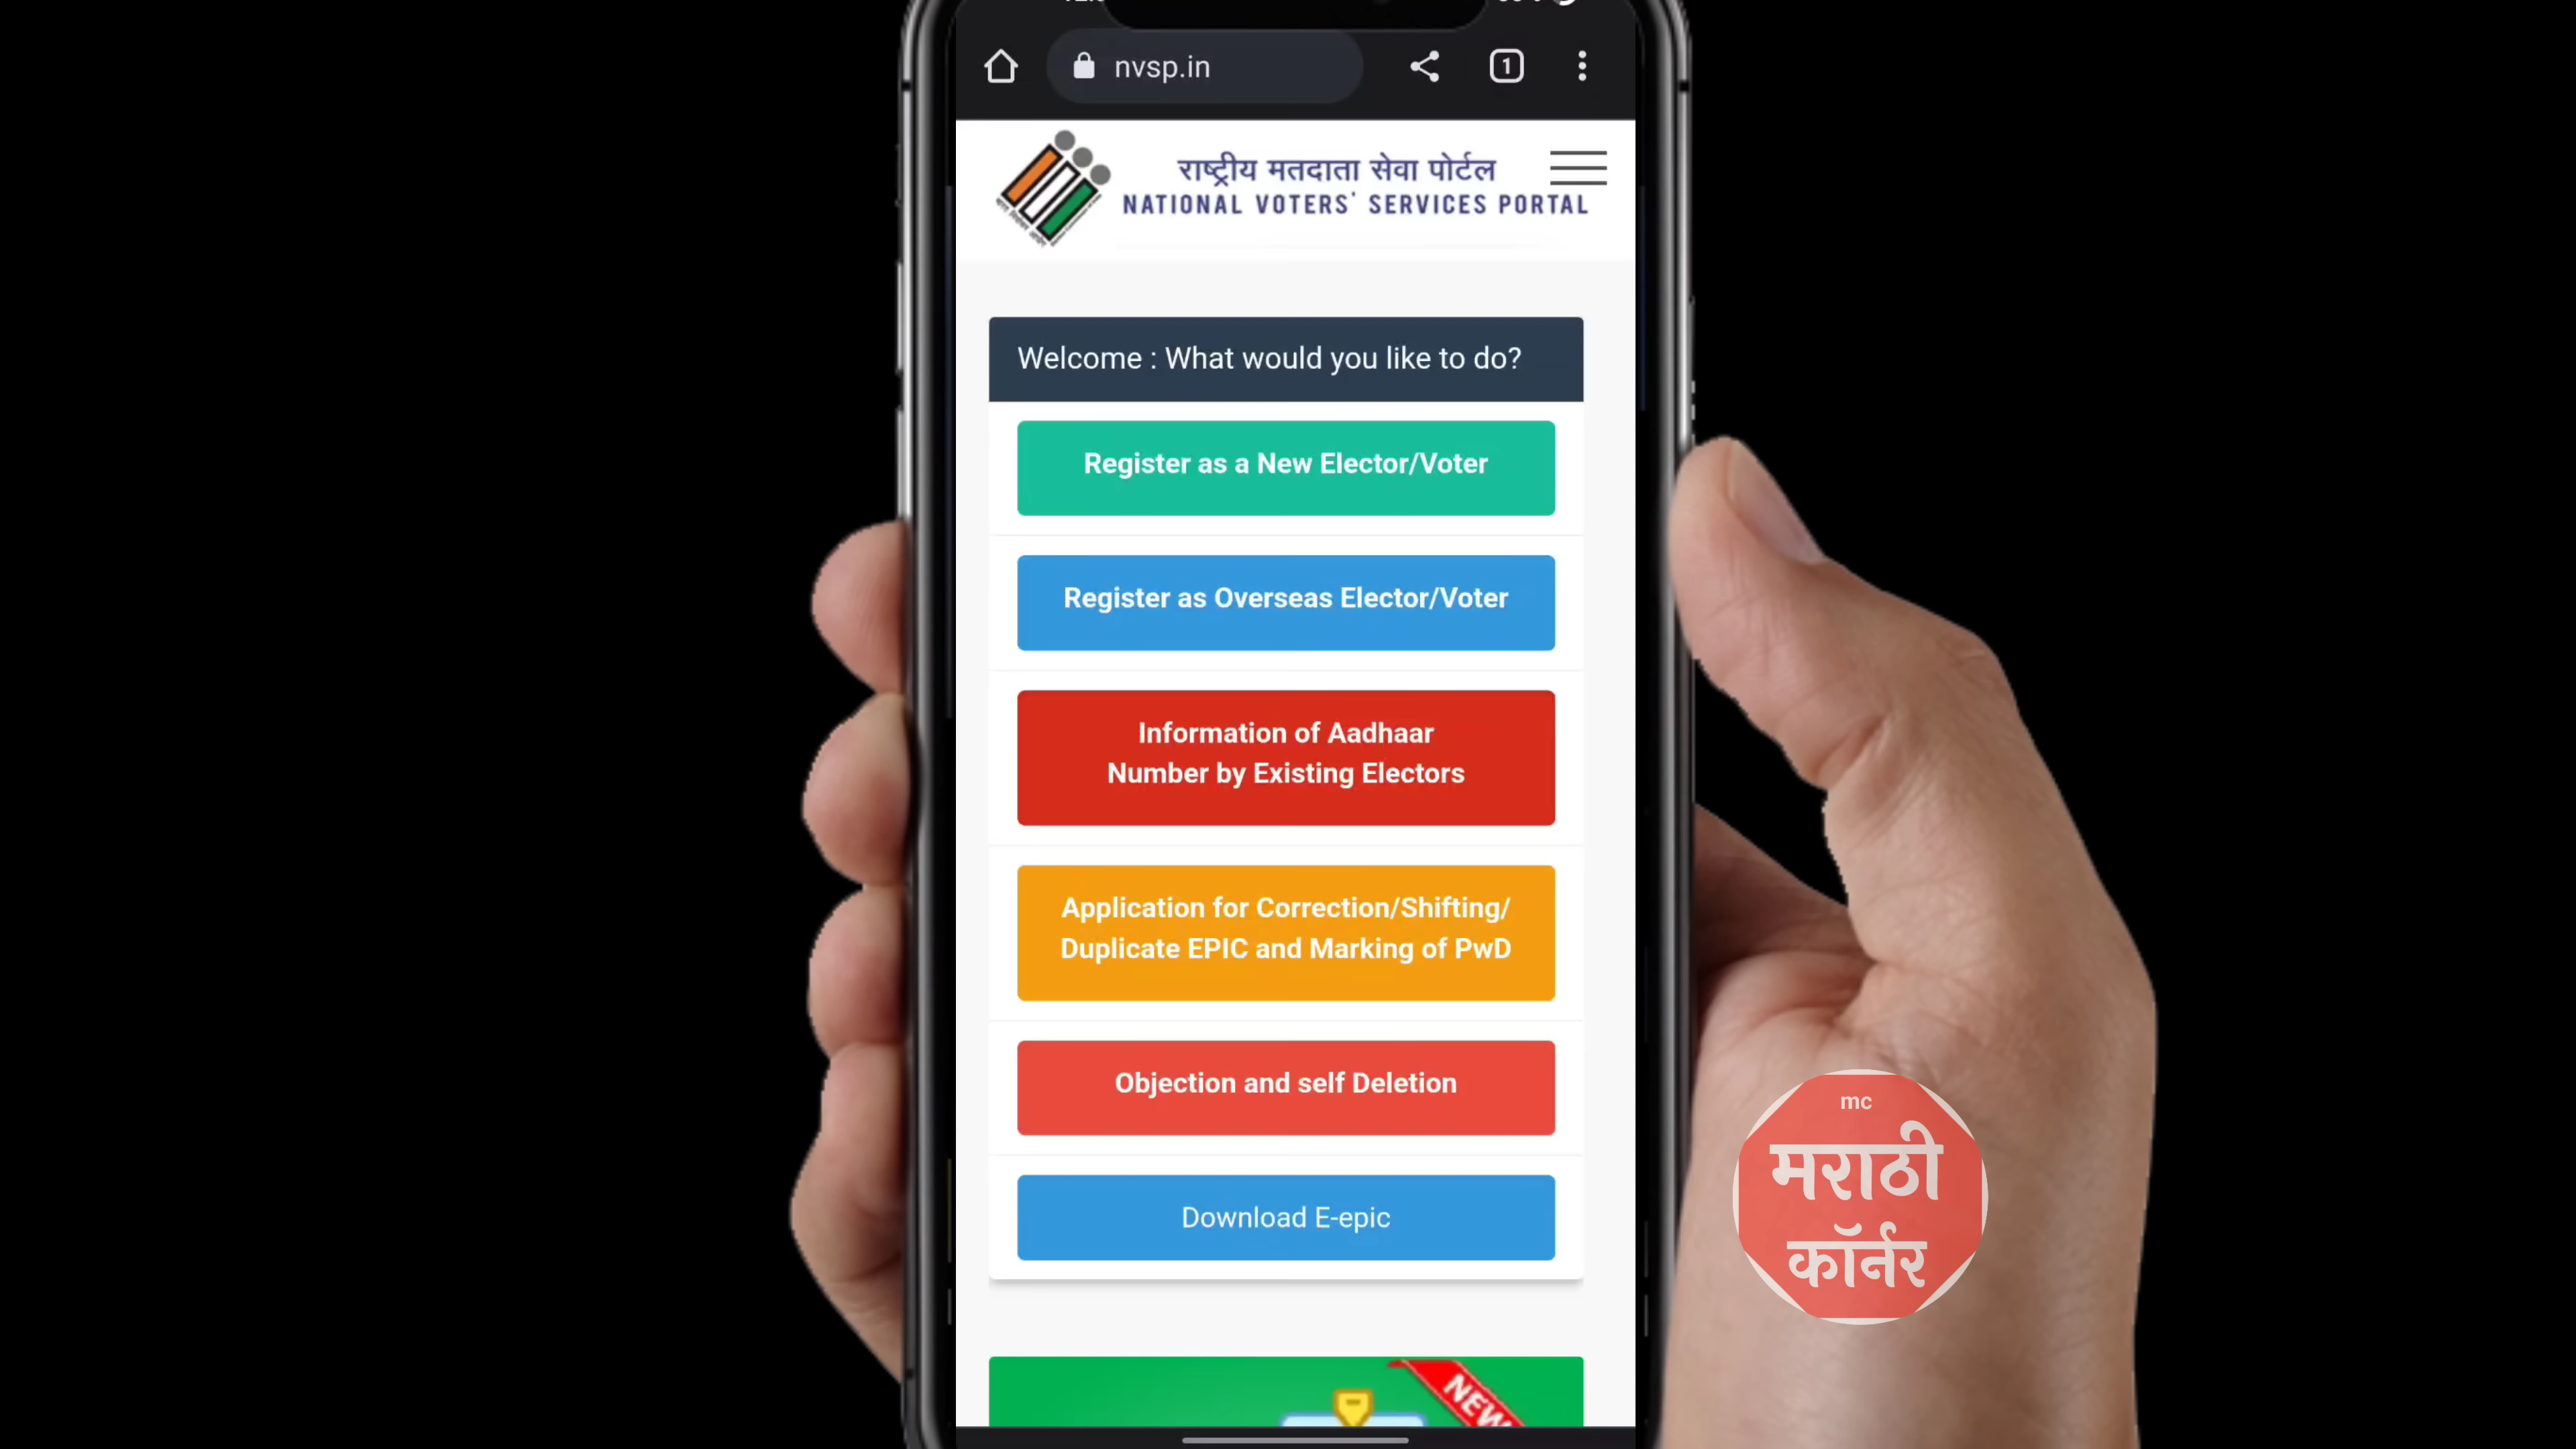 nvsp.in
1
राष्ट्रीय मतदाता सेवा पोर्टल
NATIONAL VOTERS' SERVICES PORTAL
Welcome : What would you like to do?
Register as a New Elector/Voter
Register as Overseas Elector/Voter
Information of Aadhaar
Number by Existing Electors
Application for Correction/Shifting/
Duplicate EPIC and Marking of PwD
Objection and self Deletion
Download E-epic
NEW
mc
मराठी
कॉर्नर